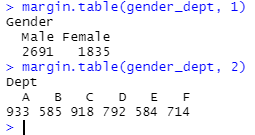 > margin.table(gender_dept, 1)
Gender
  Male Female
  2691   1835
> margin.table(gender_dept, 2)
Dept
  A   B   C   D   E   F
933 585 918 792 584 714
>